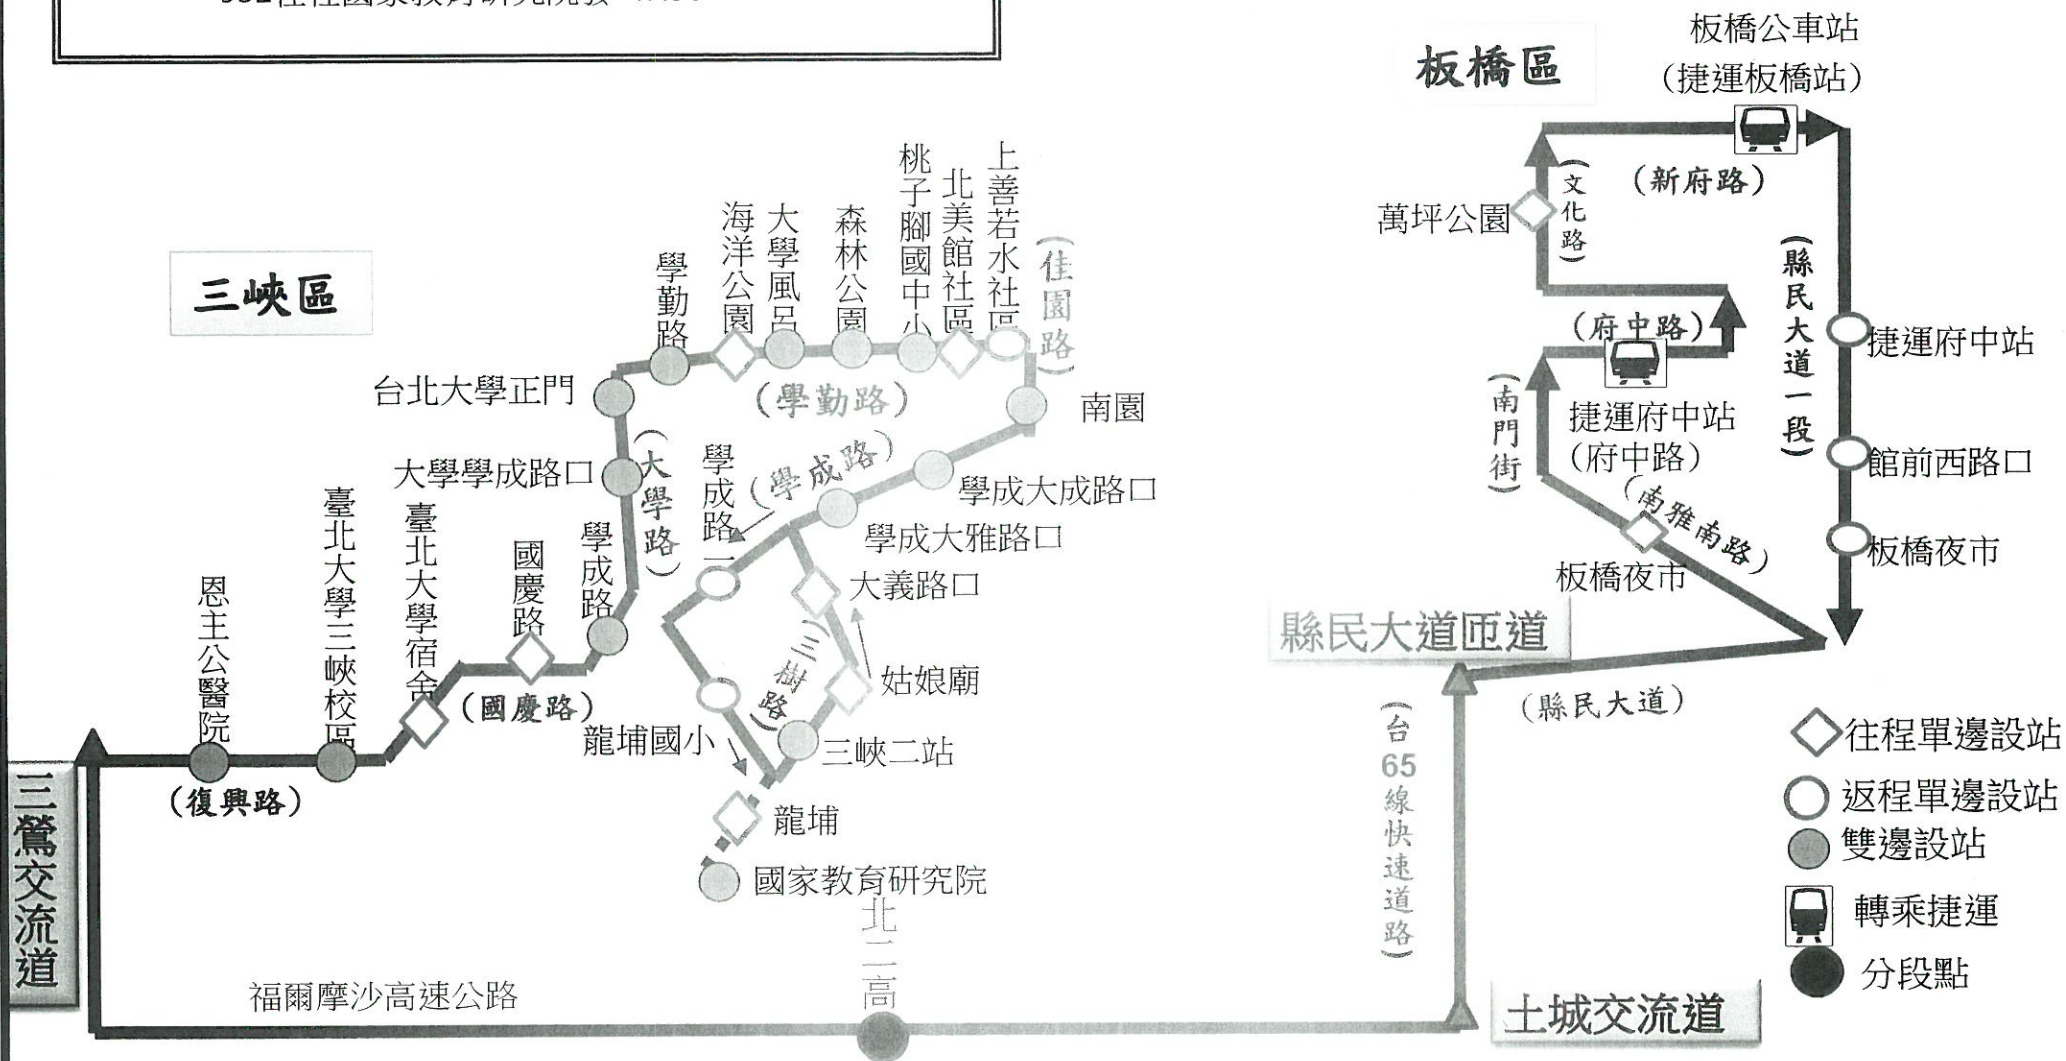 三峽區
恩主公醫院
臺北大學三峽校區
臺北大學宿舍
國慶路
學成路
(復興路)
(國慶路)
大學學成路口
台北大學正門
(大學路)
學勤路
海洋公園
大學風呂
森林公園
桃子腳國中小
北美館社區
上善若水社區
(佳園路)
(學勤路)
南園
學成大成路口
學成大雅路口
(學成路)
學成路一
大義路口
(三樹路)
姑娘廟
龍埔國小
三峽二站
龍埔
國家教育研究院
三鶯交流道
福爾摩沙高速公路
北二高
土城交流道
(台65線快速道路)
縣民大道匝道
(縣民大道)
板橋區
板橋公車站
(捷運板橋站)
(新府路)
(文化路)
萬坪公園
(府中路)
捷運府中站
(府中路)
(南門街)
(南雅南路)
板橋夜市
(縣民大道一段)
捷運府中站
館前西路口
板橋夜市
往程單邊設站
返程單邊設站
雙邊設站
轉乘捷運
分段點